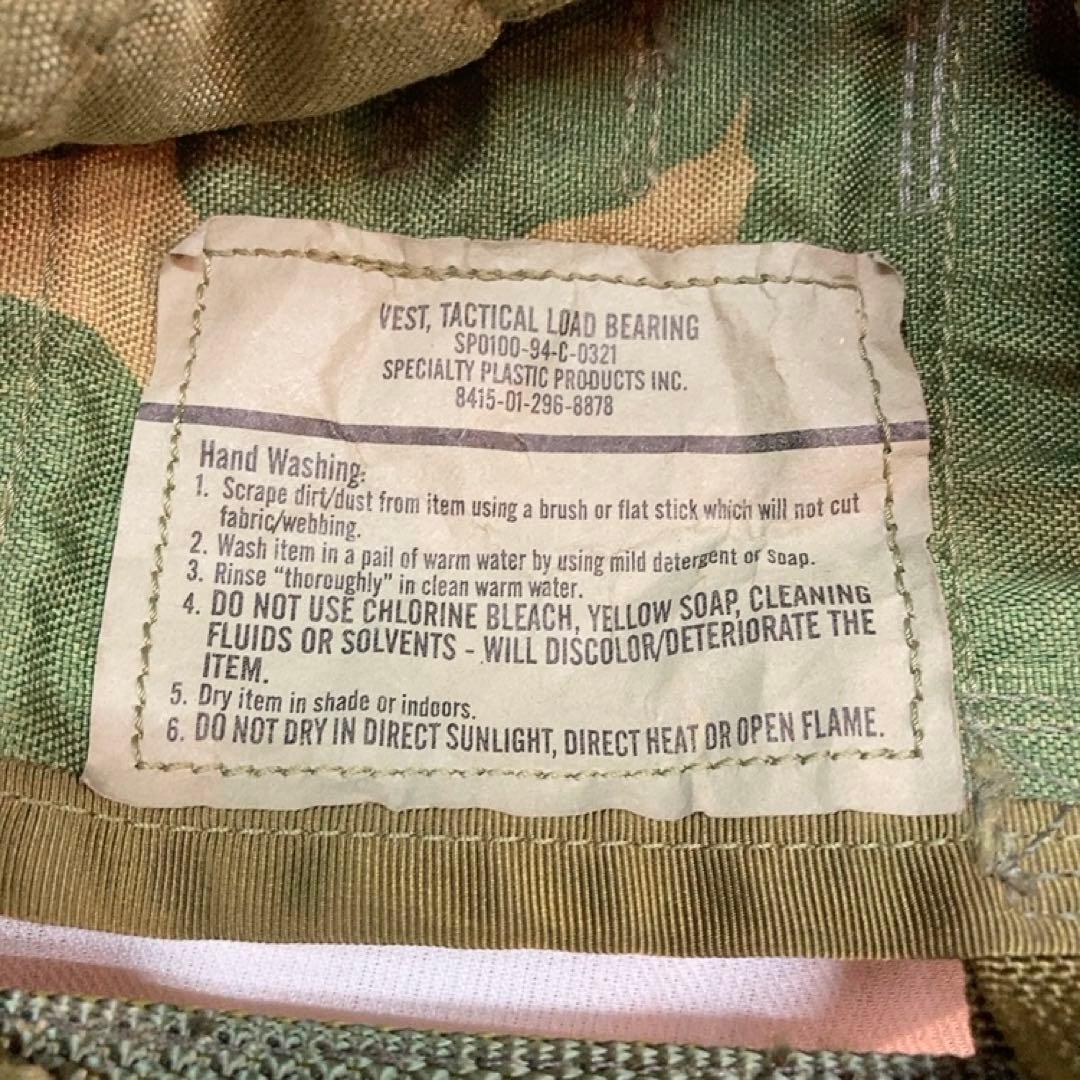 VEST, TACTICAL LOAD BEARING
SP0100-94-C-0321
SPECIALTY PLASTIC PRODUCTS INC.
8415-01-296-8878
Hand Washing:
1. Scrape dirt/dust from item using a brush or flat stick which will not cut
fabric/webbing.
2. Wash item in a pail of warm water by using mild detergent or soap.
3. Rinse "thoroughly" in clean warm water.
4. DO NOT USE CHLORINE BLEACH, YELLOW SOAP, CLEANING
FLUIDS OR SOLVENTS - WILL DISCOLOR/DETERIORATE THE
ITEM.
5. Dry item in shade or indoors.
6. DO NOT DRY IN DIRECT SUNLIGHT, DIRECT HEAT OR OPEN FLAME.